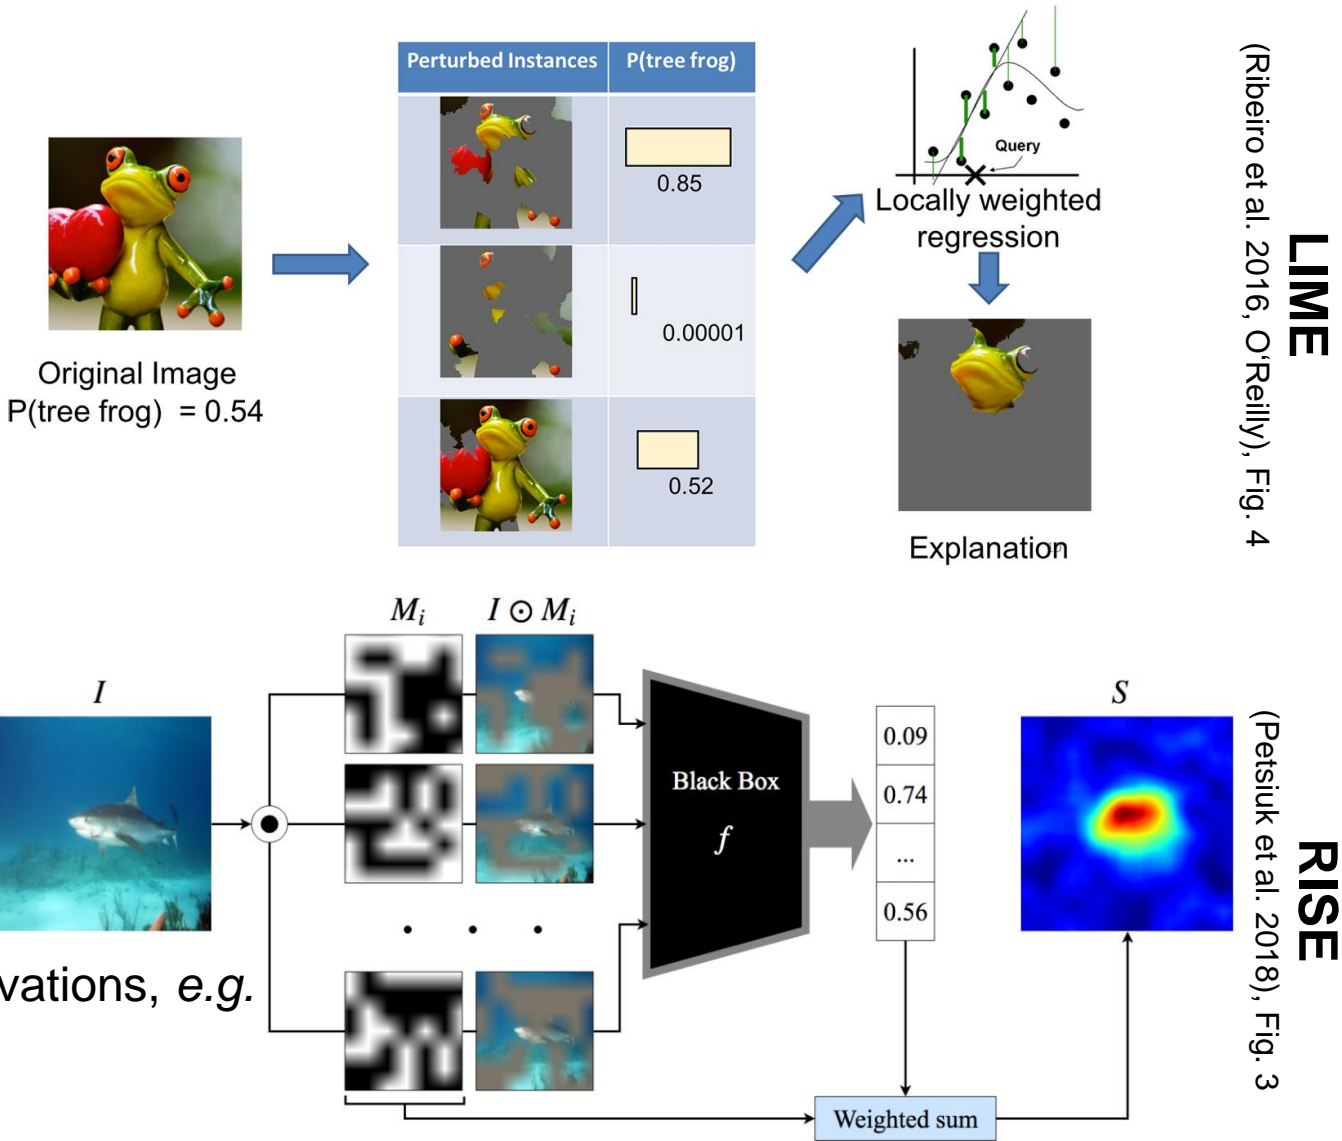 Perturbed Instances P(tree frog)
0.85
0.00001
0.52
Original Image
P(tree frog) = 0.54
Query
Locally weighted
regression
Explanation
LIME
(Ribeiro et al. 2016, O'Reilly), Fig. 4
I
M_i I ⊙ M_i
Black Box
f
0.09
0.74
...
0.56
S
Weighted sum
vations, e.g.
RISE
(Petsiuk et al. 2018), Fig. 3